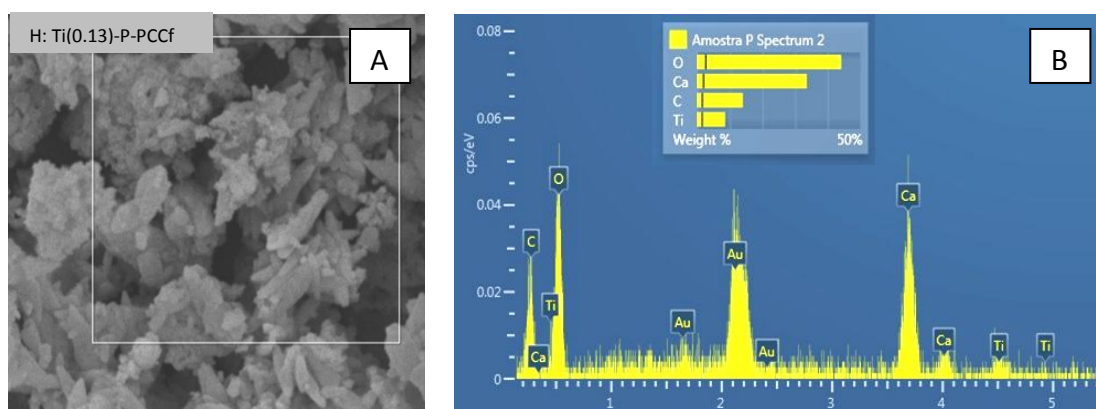 H: Ti(0.13)-P-PCCf
A
B
0.08
Amostra P Spectrum 2
O
Ca
C
Ti
Weight % 50%
0.06
cps/eV
O
Ca
0.04
C
Au
Ti
0.02
Au
Ca
Au
Ca
Ti
Ti
0
1 2 3 4 5